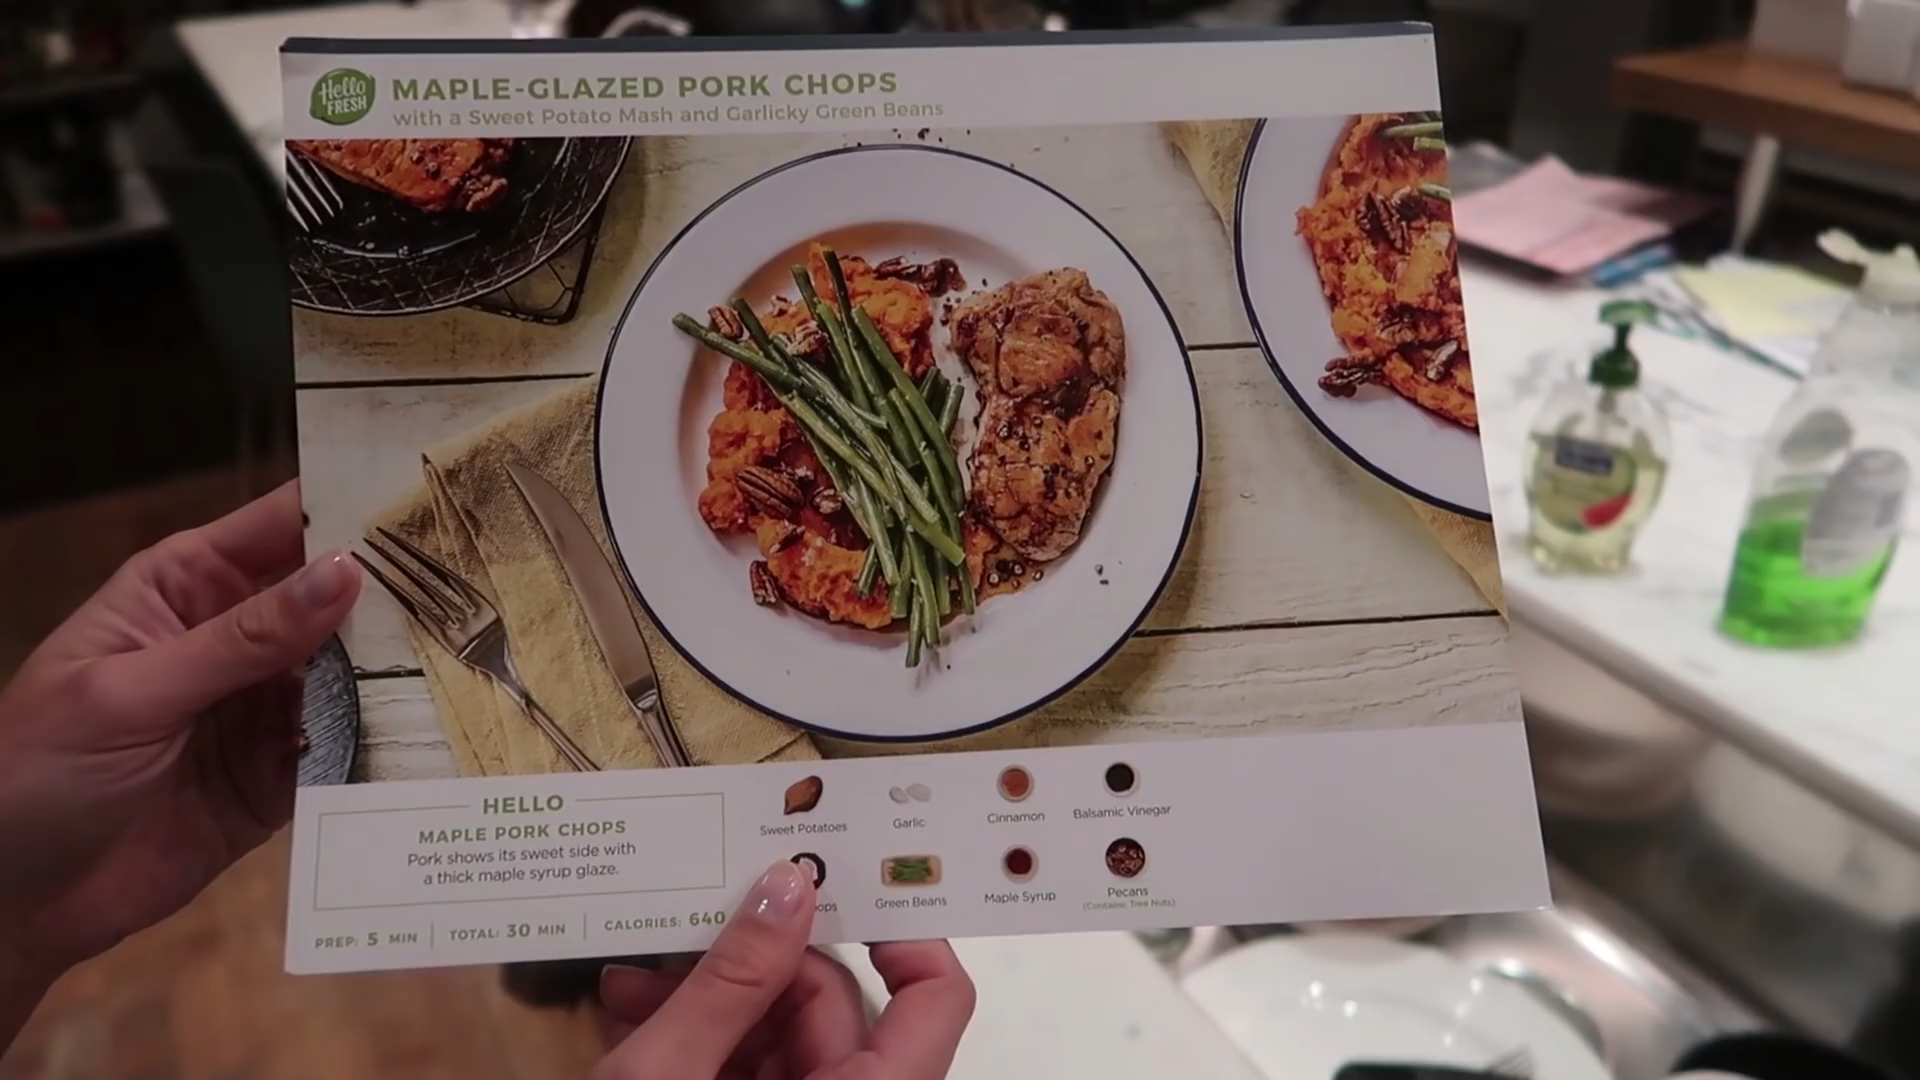 Hello
FRESH
MAPLE-GLAZED PORK CHOPS
with a Sweet Potato Mash and Garlicky Green Beans
HELLO
MAPLE PORK CHOPS
Pork shows its sweet side with
a thick maple syrup glaze.
PREP: 5 MIN
TOTAL: 30 MIN
CALORIES: 640
Sweet Potatoes
Garlic
Cinnamon
Balsamic Vinegar
Green Beans
Maple Syrup
Pecans
(Contains: Tree Nuts)